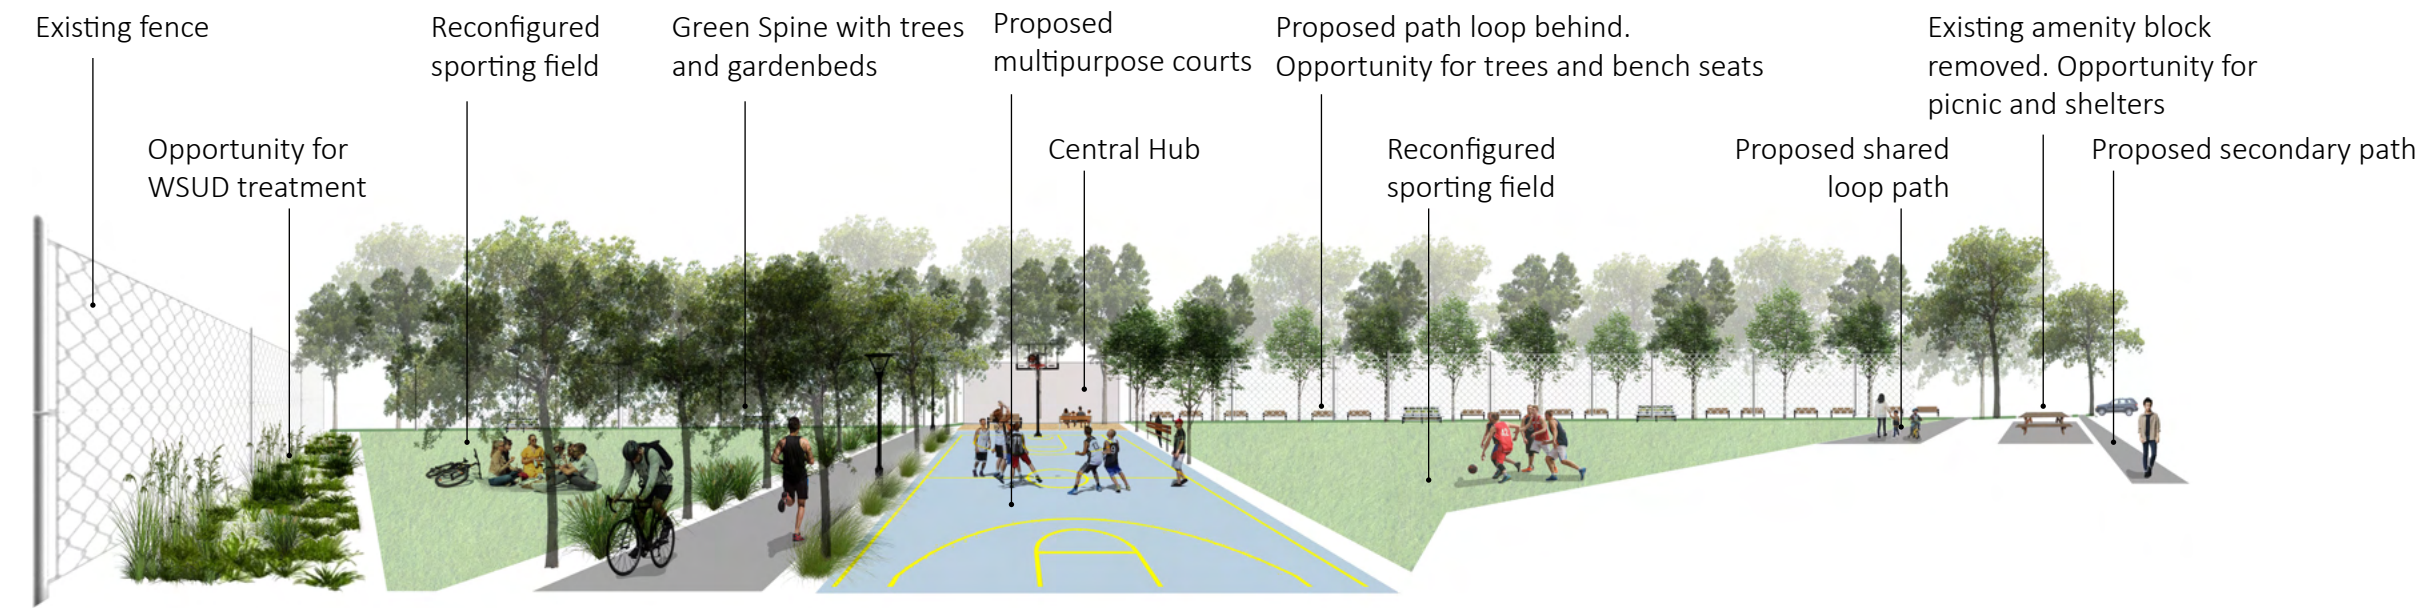 Existing fence
Reconfigured
sporting field
Green Spine with trees
and gardenbeds
Proposed
multipurpose courts
Proposed path loop behind.
Opportunity for trees and bench seats
Existing amenity block
removed. Opportunity for
picnic and shelters
Opportunity for
WSUD treatment
Central Hub
Reconfigured
sporting field
Proposed shared
loop path
Proposed secondary path